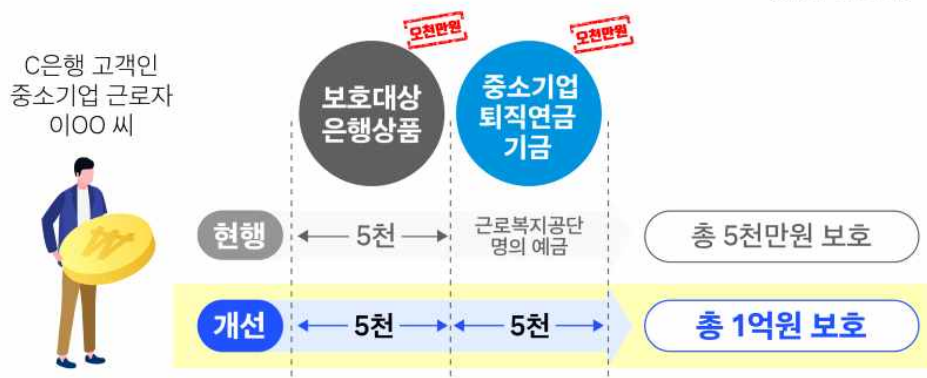 C은행 고객인
중소기업 근로자
이OO 씨
보호대상
은행상품
오천만원
중소기업
퇴직연금
기금
오천만원
현행
5천
근로복지공단
명의 예금
총 5천만원 보호
개선
5천
5천
총 1억원 보호